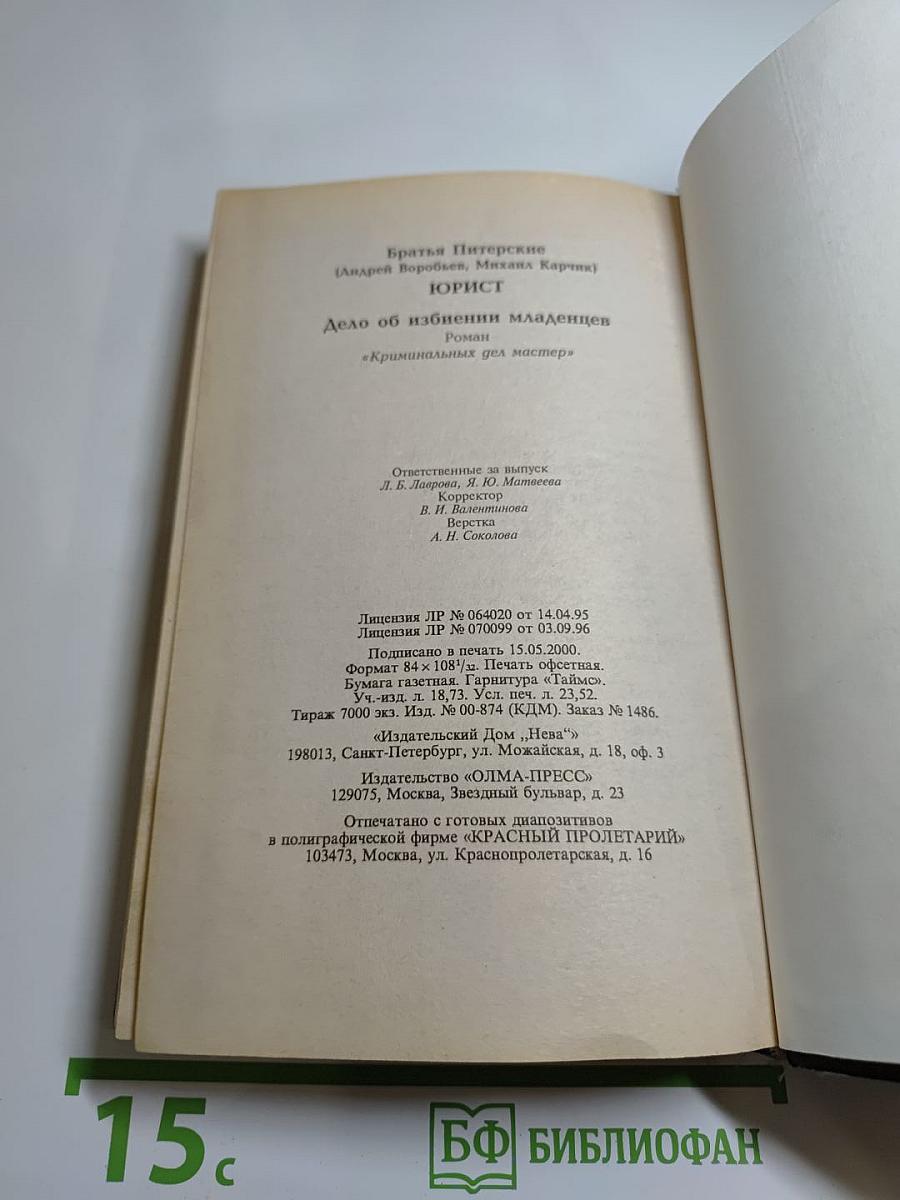 Братья Питерские
(Андрей Воробьев, Михаил Карчик)
ЮРИСТ
Дело об избиении младенцев
Роман
«Криминальных дел мастер»
Ответственные за выпуск
Л. Б. Лаврова, Я. Ю. Матвеева
Корректор
В. И. Валентинова
Верстка
А. Н. Соколова
Лицензия ЛР № 064020 от 14.04.95
Лицензия ЛР № 070099 от 03.09.96
Подписано в печать 15.05.2000.
Формат 84 × 108¹/₃₂. Печать офсетная.
Бумага газетная. Гарнитура «Таймс».
Уч.-изд. л. 18,73. Усл. печ. л. 23,52.
Тираж 7000 экз. Изд. № 00-874 (КДМ). Заказ № 1486.
«Издательский Дом „Нева“»
198013, Санкт-Петербург, ул. Можайская, д. 18, оф. 3
Издательство «ОЛМА-ПРЕСС»
129075, Москва, Звездный бульвар, д. 23
Отпечатано с готовых диапозитивов
в полиграфической фирме «КРАСНЫЙ ПРОЛЕТАРИЙ»
103473, Москва, ул. Краснопролетарская, д. 16
15 с
БФ БИБЛИОФАН